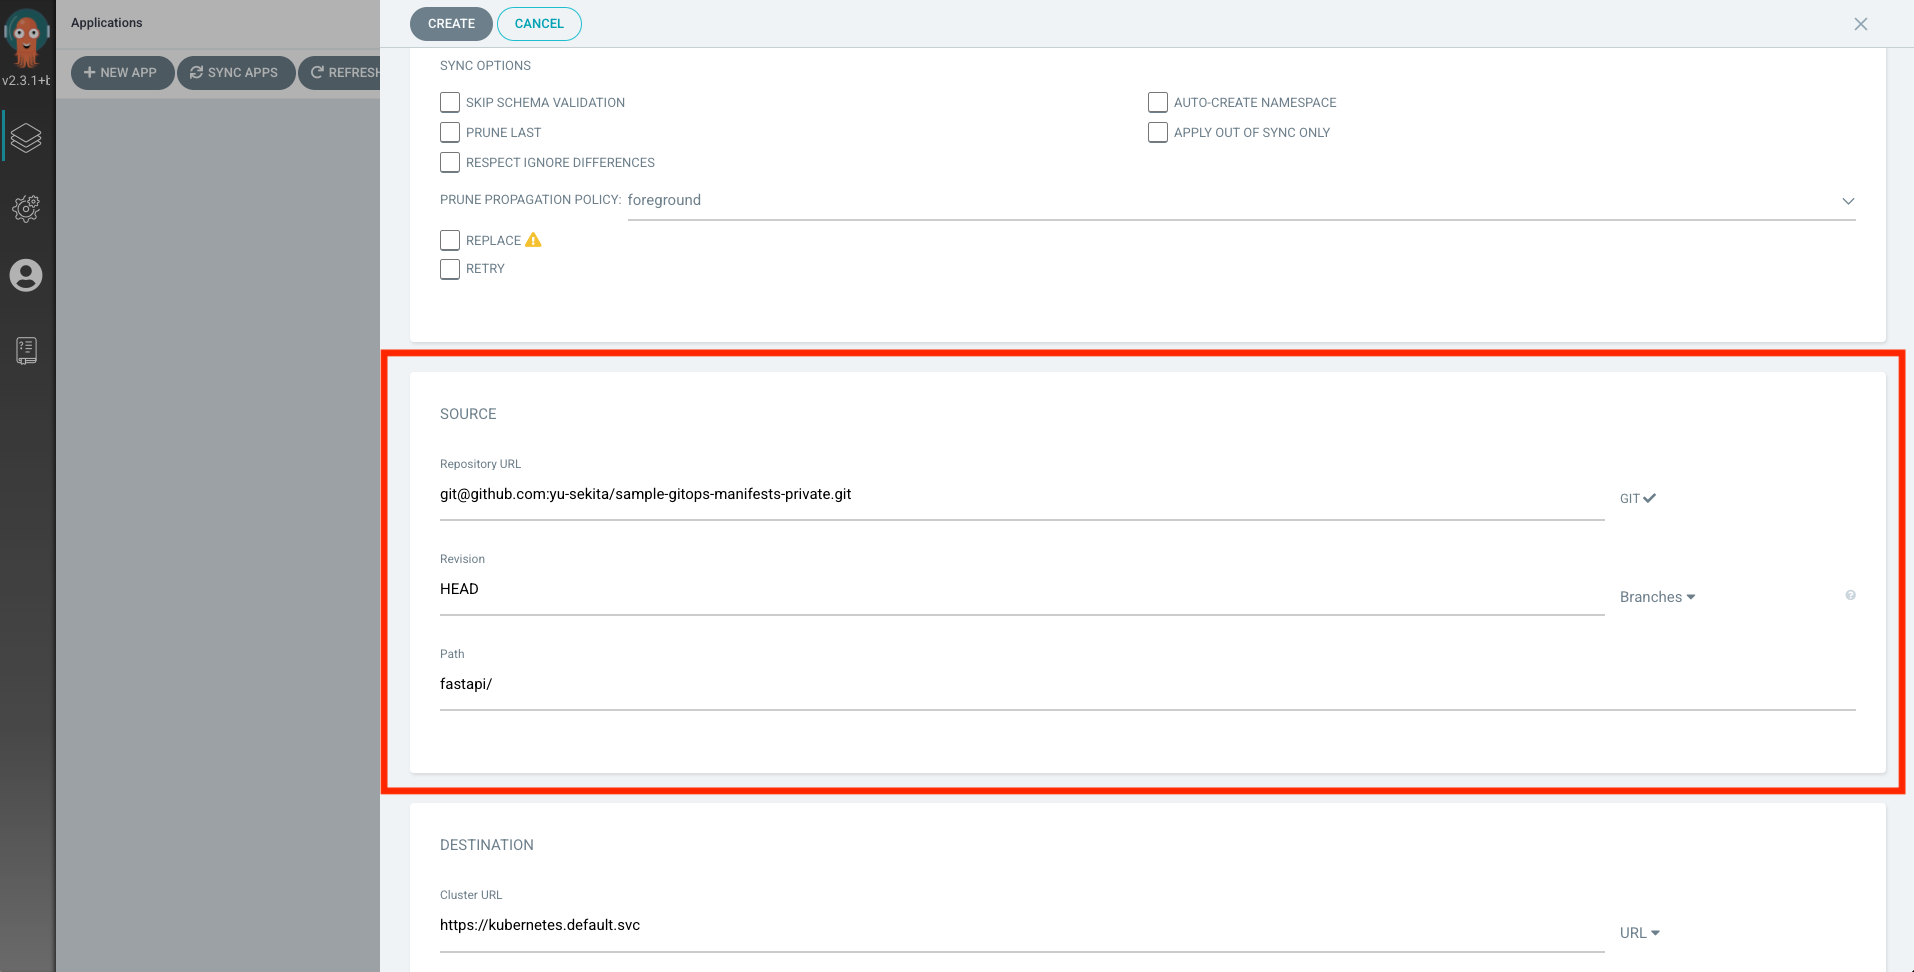 Applications
v2.3.1+b
NEW APP
SYNC APPS
REFRESH
CREATE
CANCEL
SYNC OPTIONS
SKIP SCHEMA VALIDATION
AUTO-CREATE NAMESPACE
PRUNE LAST
APPLY OUT OF SYNC ONLY
RESPECT IGNORE DIFFERENCES
PRUNE PROPAGATION POLICY: foreground
REPLACE
RETRY
SOURCE
Repository URL
git@github.com:yu-sekita/sample-gitops-manifests-private.git
GIT
Revision
HEAD
Branches
Path
fastapi/
DESTINATION
Cluster URL
https://kubernetes.default.svc
URL